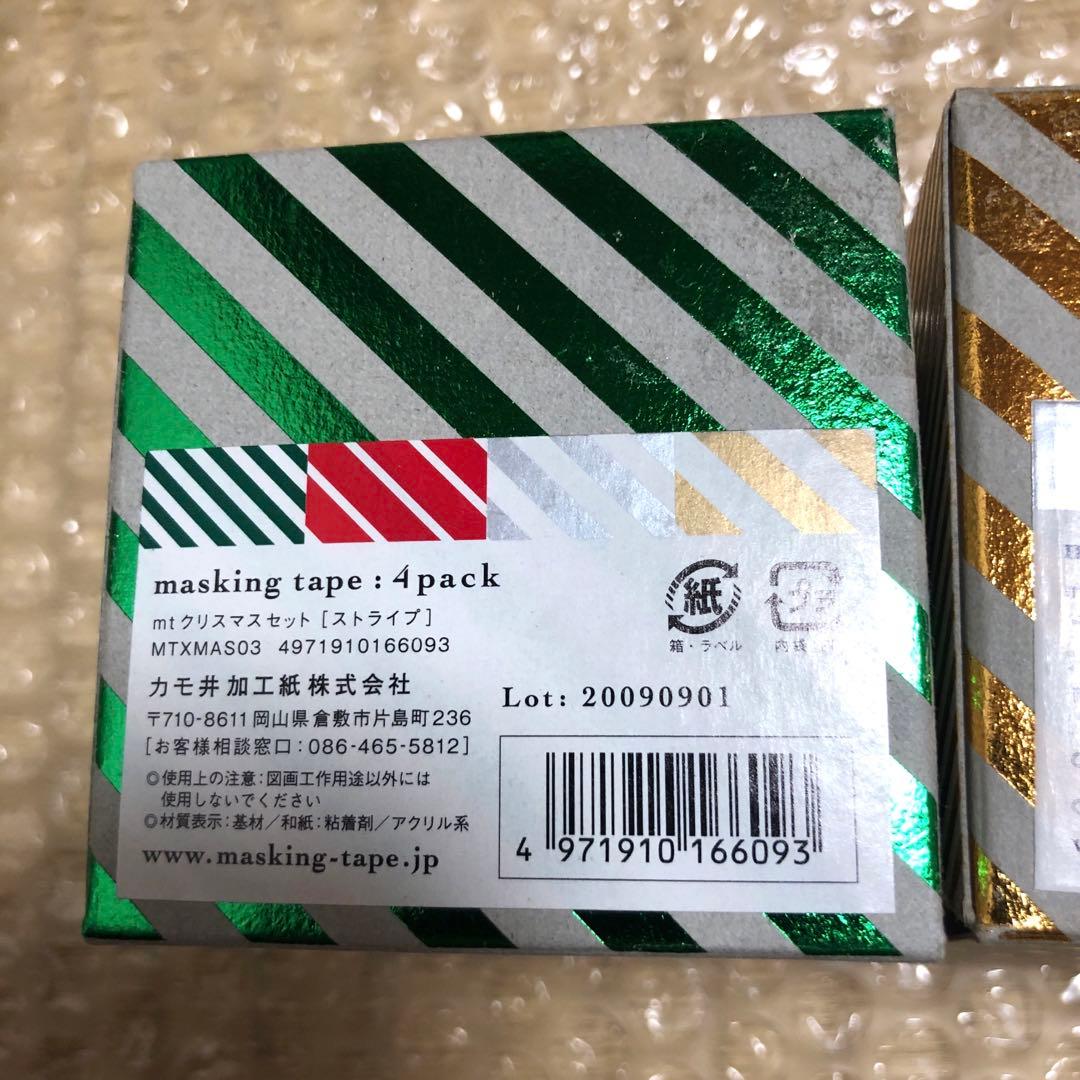 masking tape : 4pack
mtクリスマスセット [ストライプ]
MTXMAS03 4971910166093
カモ井加工紙株式会社
〒710-8611 岡山県倉敷市片島町236
[お客様相談窓口:086-465-5812]
◎使用上の注意:図画工作用途以外には
使用しないでください
◎材質表示:基材/和紙:粘着剤/アクリル系
www.masking-tape.jp
紙
箱・ラベル
プラ
内袋
Lot: 20090901
4 971910 166093